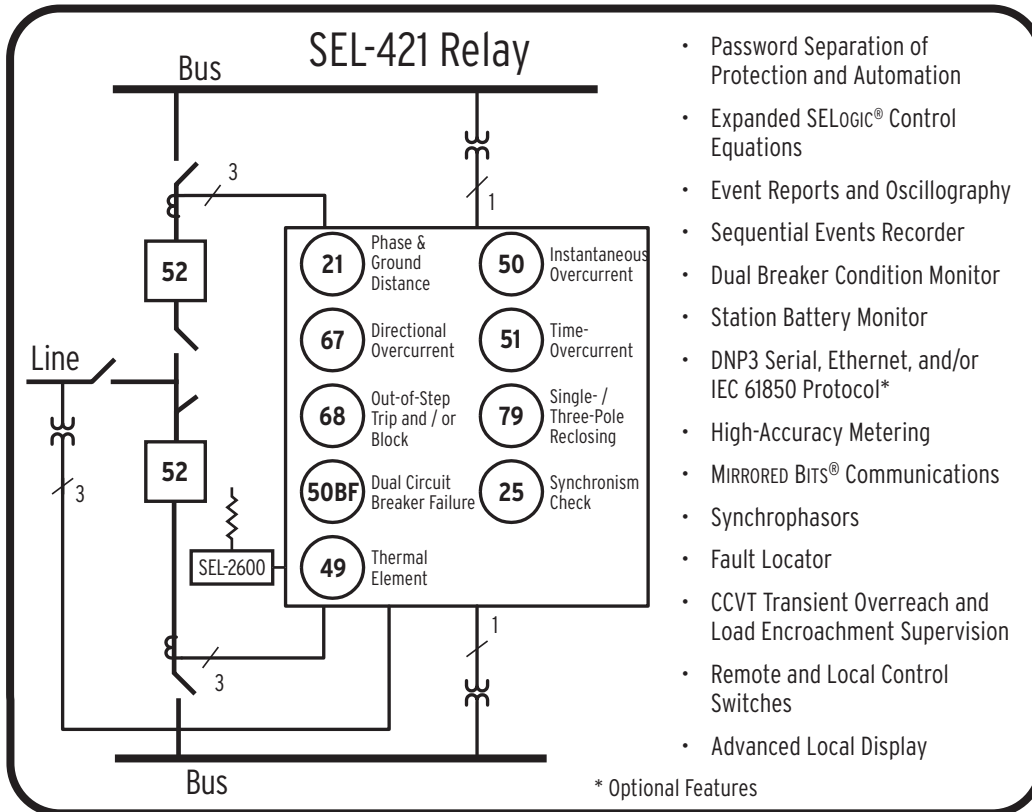 SEL-421 Relay
Bus
3
1
52
21
Phase &
Ground
Distance
50
Instantaneous
Overcurrent
67
Directional
Overcurrent
51
Time-
Overcurrent
Line
68
Out-of-Step
Trip and / or
Block
79
Single- /
Three-Pole
Reclosing
52
3
50BF
Dual Circuit
Breaker Failure
25
Synchronism
Check
SEL-2600
49
Thermal
Element
1
3
Bus
• Password Separation of
Protection and Automation
• Expanded SELOGIC® Control
Equations
• Event Reports and Oscillography
• Sequential Events Recorder
• Dual Breaker Condition Monitor
• Station Battery Monitor
• DNP3 Serial, Ethernet, and/or
IEC 61850 Protocol*
• High-Accuracy Metering
• MIRRORED BITS® Communications
• Synchrophasors
• Fault Locator
• CCVT Transient Overreach and
Load Encroachment Supervision
• Remote and Local Control
Switches
• Advanced Local Display
* Optional Features